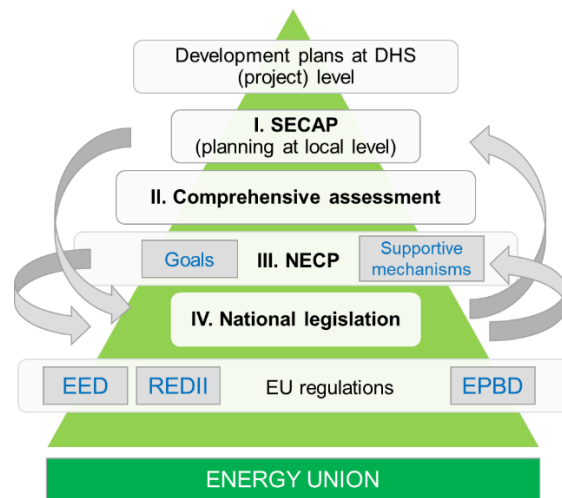 Development plans at DHS
(project) level
I. SECAP
(planning at local level)
II. Comprehensive assessment
Goals
III. NECP
Supportive
mechanisms
IV. National legislation
EED
REDII
EU regulations
EPBD
ENERGY UNION